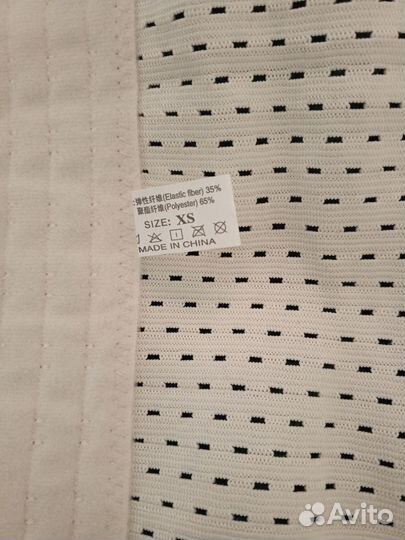 弹性纤维(Elastic fiber) 35%
聚酯纤维(Polyester) 65%
SIZE: XS
MADE IN CHINA
Avito